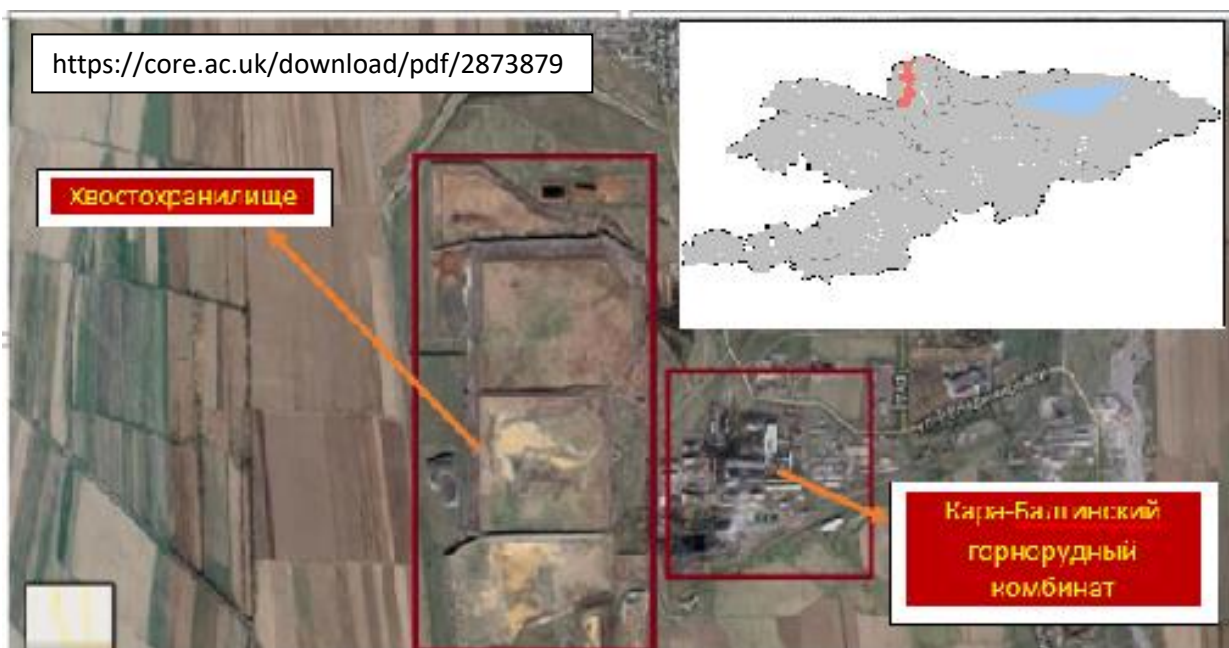 https://core.ac.uk/download/pdf/2873879
Хвостохранилище
Кара-Балтинский
горнорудный
комбинат